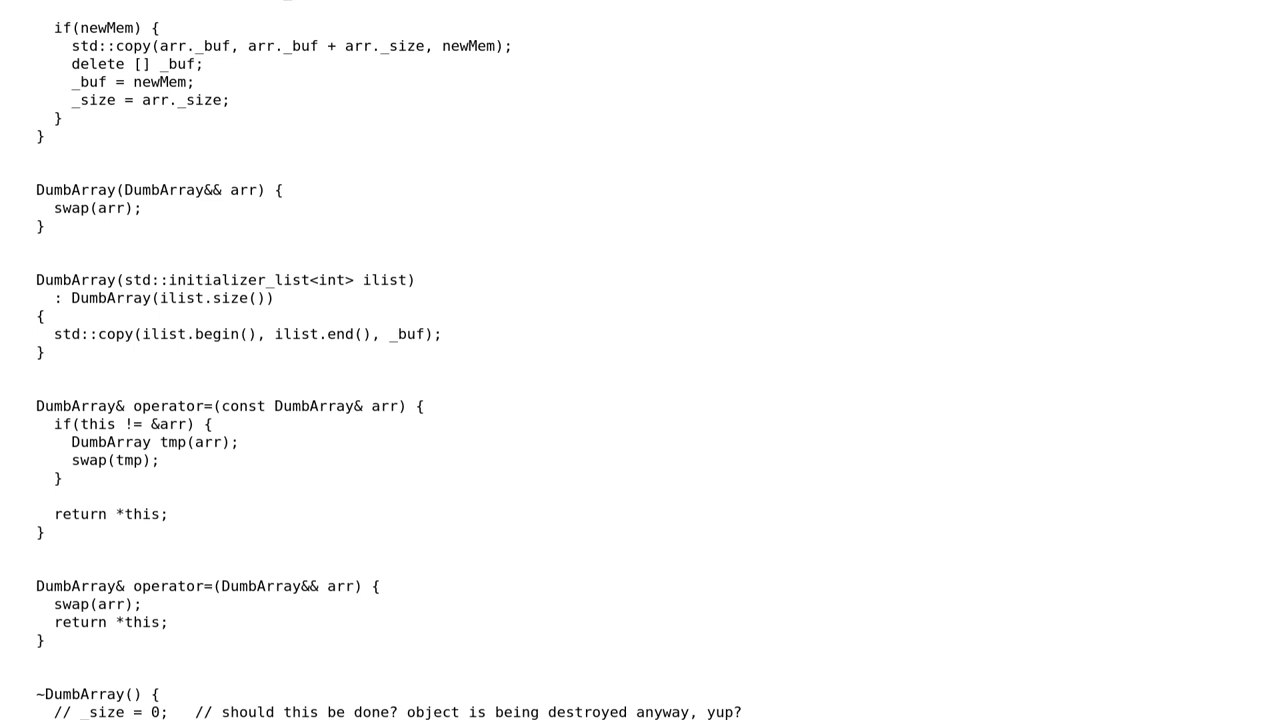 if(newMem) {
std::copy(arr._buf, arr._buf + arr._size, newMem);
delete [] _buf;
_buf = newMem;
_size = arr._size;
}
}
DumbArray(DumbArray&& arr) {
swap(arr);
}
DumbArray(std::initializer_list<int> ilist)
: DumbArray(ilist.size())
{
std::copy(ilist.begin(), ilist.end(), _buf);
}
DumbArray& operator=(const DumbArray& arr) {
if(this != &arr) {
DumbArray tmp(arr);
swap(tmp);
}
return *this;
}
DumbArray& operator=(DumbArray&& arr) {
swap(arr);
return *this;
}
~DumbArray() {
// _size = 0;   // should this be done? object is being destroyed anyway, yup?